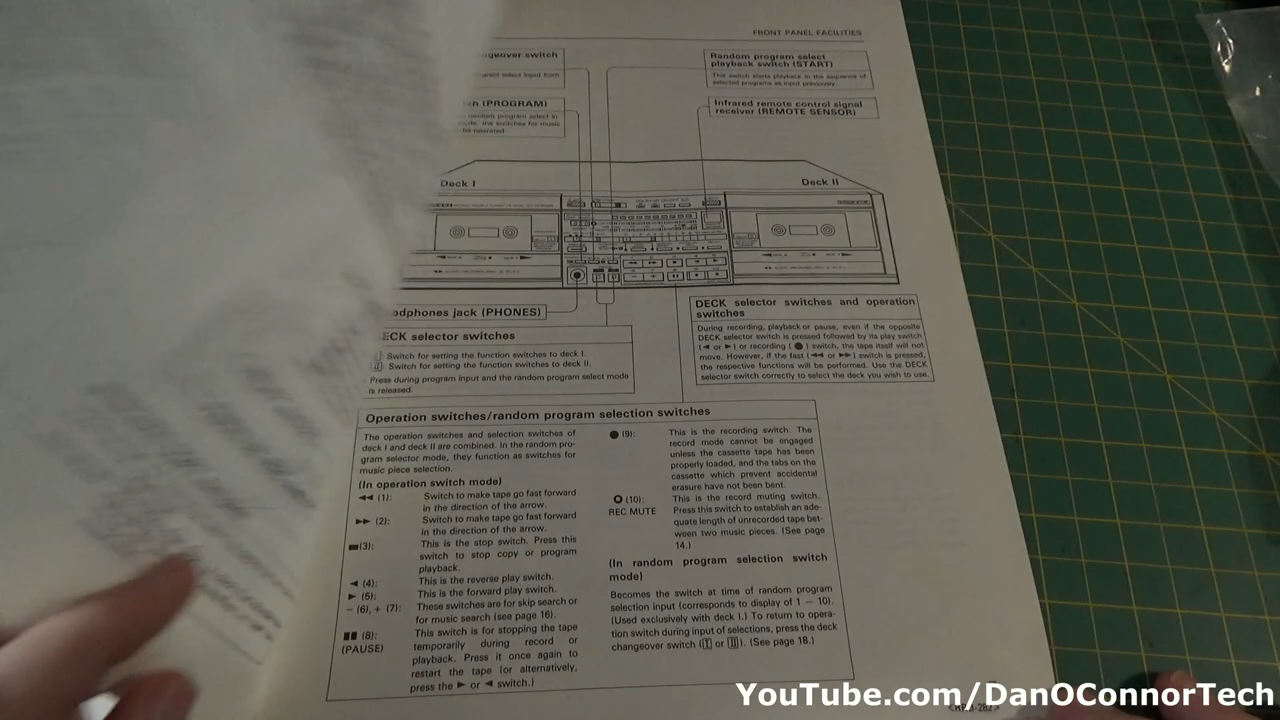 FRONT PANEL FACILITIES
switch
select input from
(PROGRAM)
random program select in
switches for music
be operated
Random program select
playback switch (START)
This switch starts playback in the sequence of
selected programs as input previously.
Infrared remote control signal
receiver (REMOTE SENSOR)
Deck I
Deck II
jack (PHONES)
selector switches
Switch for setting the function switches to deck I.
Switch for setting the function switches to deck II.
Press during program input and the random program select mode
is released.
DECK selector switches and operation
switches
During recording, playback or pause, even if the opposite
DECK selector switch is pressed followed by its play switch
(◄ or ►) or recording ( ● ) switch, the tape itself will not
move. However, if the fast (◄◄ or ►►) switch is pressed,
the respective functions will be performed. Use the DECK
selector switch correctly to select the deck you wish to use.
Operation switches/random program selection switches
The operation switches and selection switches of
deck I and deck II are combined. In the random pro-
gram selector mode, they function as switches for
music piece selection.
(In operation switch mode)
◄◄ (1): Switch to make tape go fast forward
in the direction of the arrow.
►► (2): Switch to make tape go fast forward
in the direction of the arrow.
■ (3): This is the stop switch. Press this
switch to stop copy or program
playback.
◄ (4): This is the reverse play switch.
► (5): This is the forward play switch.
− (6), + (7): These switches are for skip search or
for music search (see page 16).
▮▮ (8): This switch is for stopping the tape
(PAUSE) temporarily during record or
playback. Press it once again to
restart the tape (or alternatively,
press the ► or ◄ switch.)
● (9): This is the recording switch. The
record mode cannot be engaged
unless the cassette tape has been
properly loaded, and the tabs on the
cassette which prevent accidental
erasure have not been bent.
(10): This is the record muting switch.
REC MUTE Press this switch to establish an ade-
quate length of unrecorded tape bet-
ween two music pieces. (See page
14.)
(In random program selection switch
mode)
Becomes the switch at time of random program
selection input (corresponds to display of 1 — 10).
(Used exclusively with deck I.) To return to opera-
tion switch during input of selections, press the deck
changeover switch (I or II). (See page 18.)
YouTube.com/DanOConnorTech